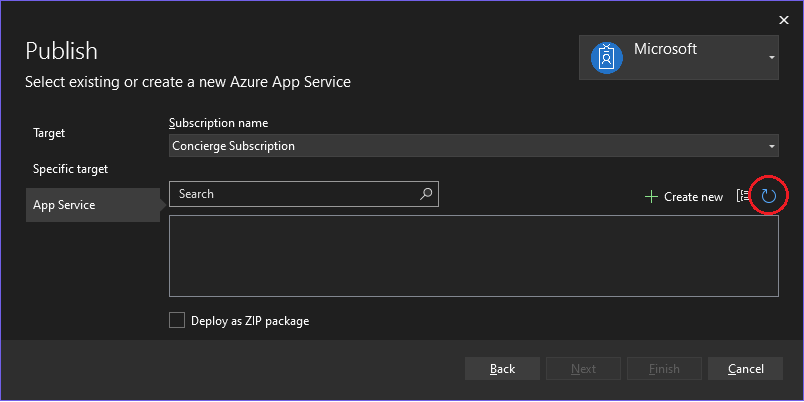 Publish
Microsoft
Select existing or create a new Azure App Service
Target
Specific target
App Service
Subscription name
Concierge Subscription
Search
Create new
Deploy as ZIP package
Back
Next
Finish
Cancel